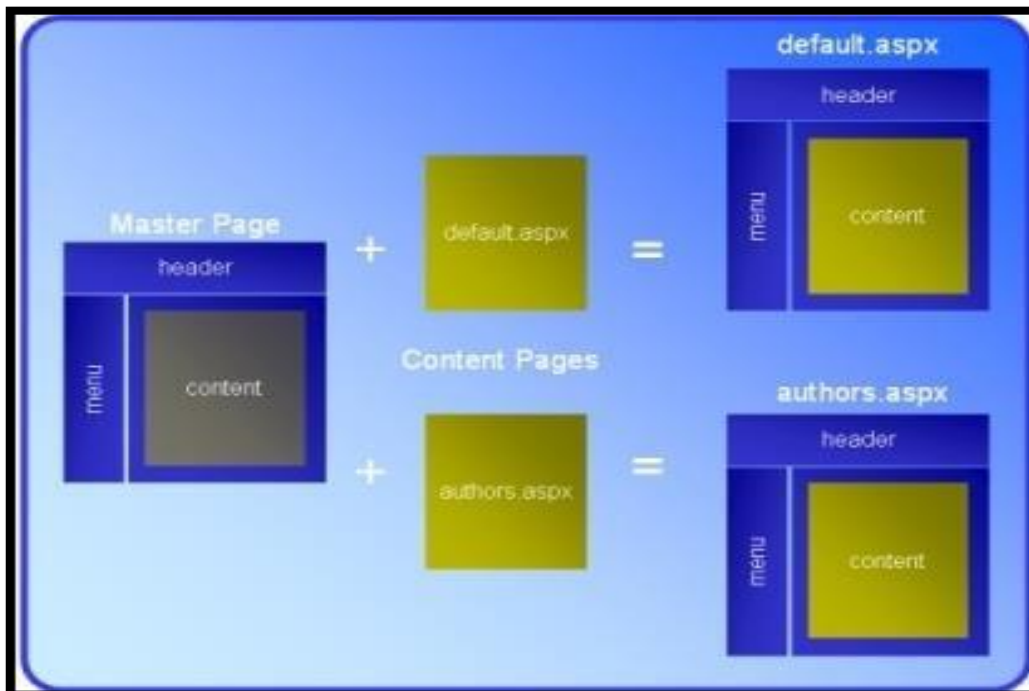 Master Page
header
menu
content
+
default.aspx
=
default.aspx
header
menu
content
Content Pages
+
authors.aspx
=
authors.aspx
header
menu
content